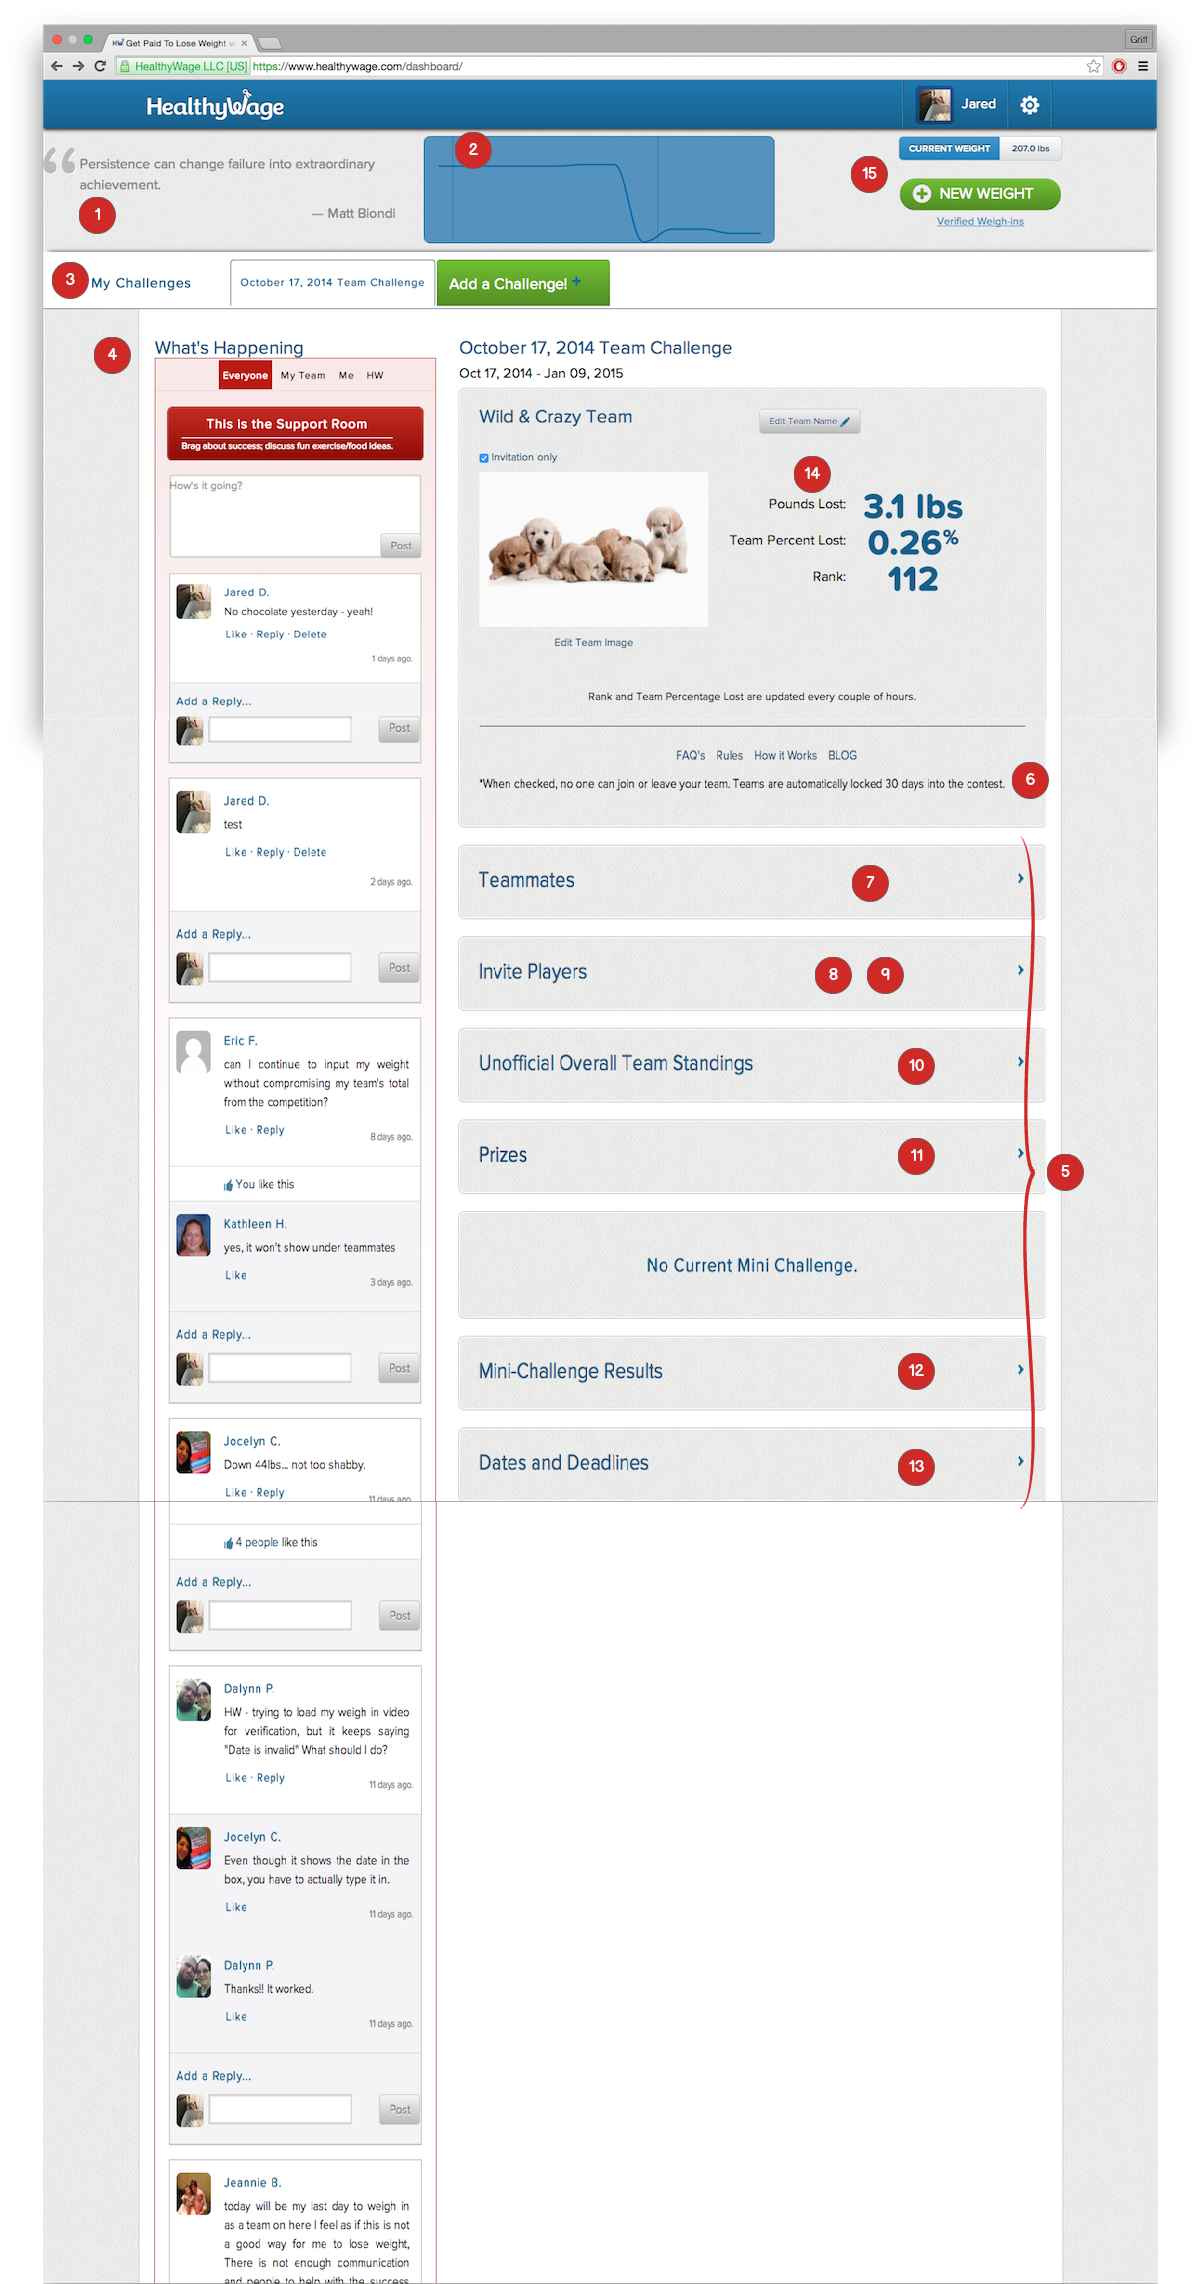 Get Paid To Lose Weight w
Griff
HealthyWage LLC [US]
https://www.healthywage.com/dashboard/
HealthyWage
Jared
Persistence can change failure into extraordinary
achievement.
— Matt Biondi
1
2
15
CURRENT WEIGHT
207.0 lbs
NEW WEIGHT
Verified Weigh-ins
3
My Challenges
October 17, 2014 Team Challenge
Add a Challenge! +
4
What's Happening
Everyone
My Team
Me
HW
This is the Support Room
Brag about success; discuss fun exercise/food ideas.
How's it going?
Post
Jared D.
No chocolate yesterday - yeah!
Like · Reply · Delete
1 days ago.
Add a Reply...
Post
Jared D.
test
Like · Reply · Delete
2 days ago.
Add a Reply...
Post
Eric F.
can I continue to input my weight
without compromising my team's total
from the competition?
Like · Reply
8 days ago.
You like this
Kathleen H.
yes, it won't show under teammates
Like
3 days ago.
Add a Reply...
Post
Jocelyn C.
Down 44lbs... not too shabby.
Like · Reply
11 days ago.
4 people like this
Add a Reply...
Post
Dalynn P.
HW - trying to load my weigh in video
for verification, but it keeps saying
"Date is invalid" What should I do?
Like · Reply
11 days ago.
Jocelyn C.
Even though it shows the date in the
box, you have to actually type it in.
Like
11 days ago.
Dalynn P.
Thanks!! It worked.
Like
11 days ago.
Add a Reply...
Post
Jeannie B.
today will be my last day to weigh in
as a team on here I feel as if this is not
a good way for me to lose weight,
There is not enough communication
and people to help with the success
October 17, 2014 Team Challenge
Oct 17, 2014 - Jan 09, 2015
Wild & Crazy Team
Edit Team Name
Invitation only
14
Pounds Lost: 3.1 lbs
Team Percent Lost: 0.26%
Rank: 112
Edit Team Image
Rank and Team Percentage Lost are updated every couple of hours.
FAQ's Rules How it Works BLOG
*When checked, no one can join or leave your team. Teams are automatically locked 30 days into the contest.
6
Teammates
7
Invite Players
8
9
Unofficial Overall Team Standings
10
Prizes
11
5
No Current Mini Challenge.
Mini-Challenge Results
12
Dates and Deadlines
13